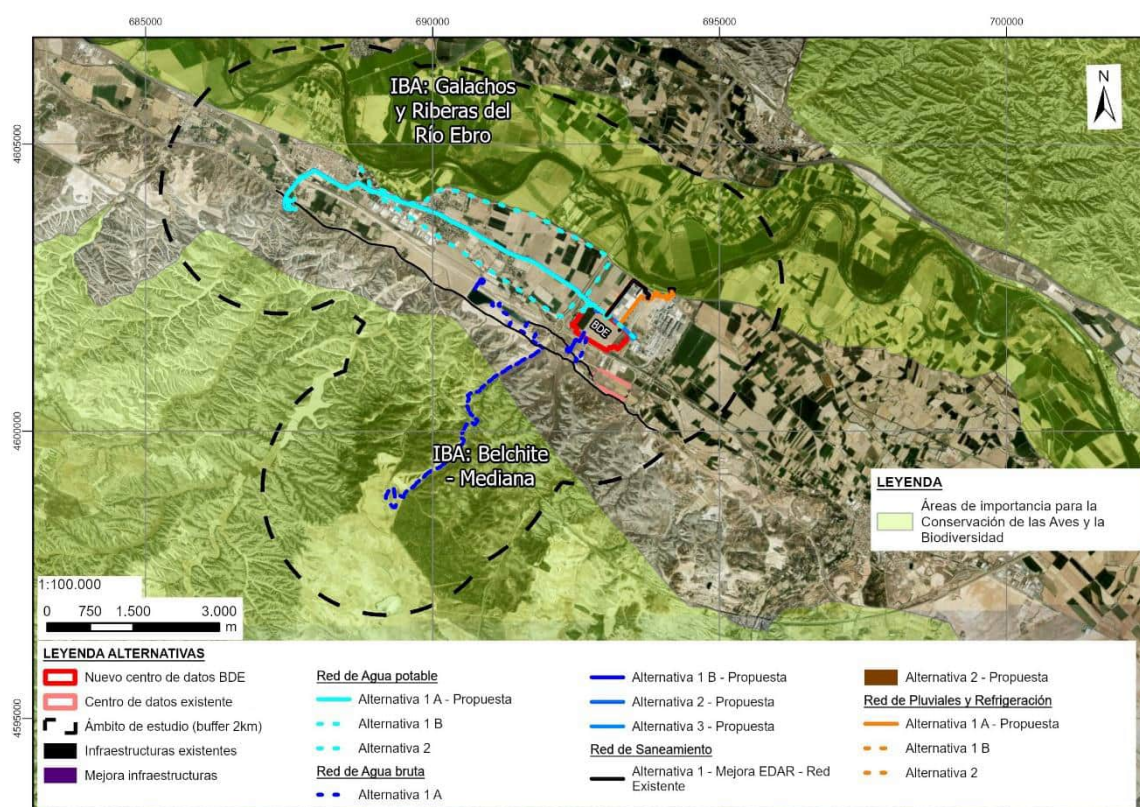 685000
690000
695000
700000
IBA: Galachos
y Riberas del
Río Ebro
N
4605000
BDE
4600000
IBA: Belchite
- Mediana
LEYENDA
Áreas de importancia para la
Conservación de las Aves y la
Biodiversidad
1:100.000
0 750 1.500 3.000
m
4595000
LEYENDA ALTERNATIVAS
Nuevo centro de datos BDE
Centro de datos existente
Ámbito de estudio (buffer 2km)
Infraestructuras existentes
Mejora infraestructuras
Red de Agua potable
Alternativa 1 A - Propuesta
Alternativa 1 B
Alternativa 2
Red de Agua bruta
Alternativa 1 A
Alternativa 1 B - Propuesta
Alternativa 2 - Propuesta
Alternativa 3 - Propuesta
Red de Saneamiento
Alternativa 1 - Mejora EDAR - Red
Existente
Alternativa 2 - Propuesta
Red de Pluviales y Refrigeración
Alternativa 1 A - Propuesta
Alternativa 1 B
Alternativa 2